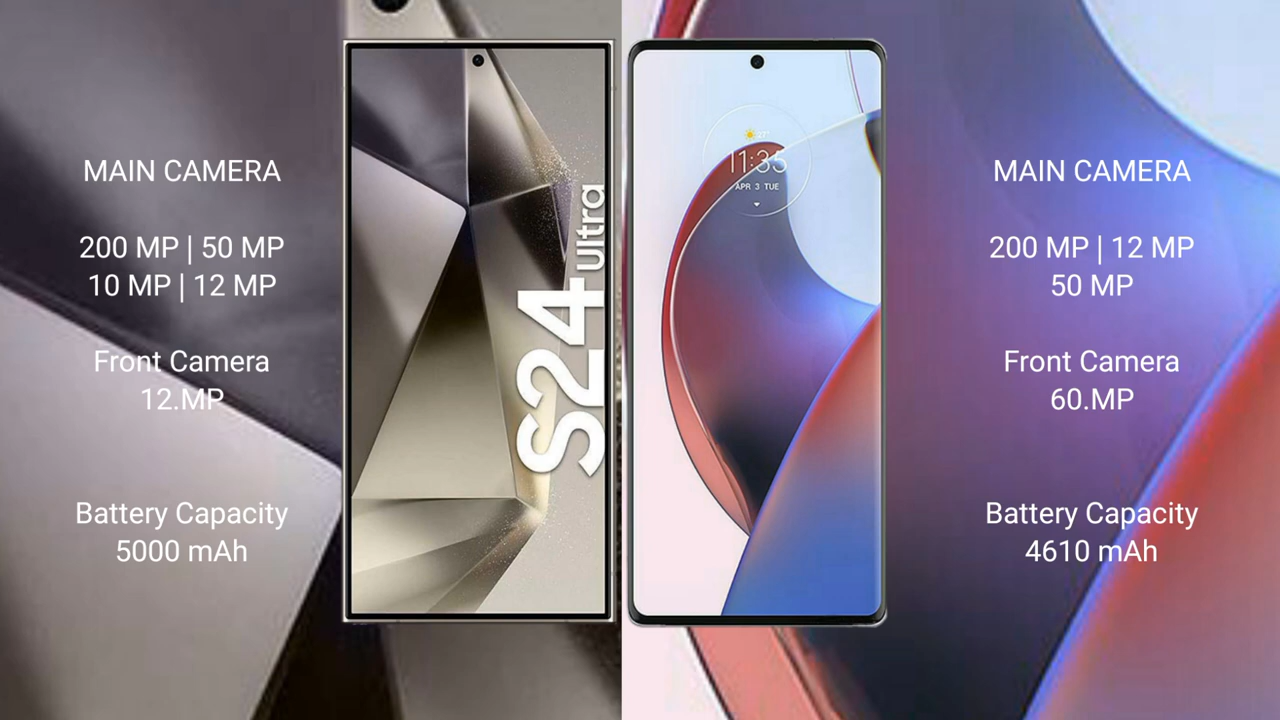 MAIN CAMERA
200 MP | 50 MP
10 MP | 12 MP
Front Camera
12.MP
Battery Capacity
5000 mAh
S24 Ultra
27°
11:35
APR 3 TUE
MAIN CAMERA
200 MP | 12 MP
50 MP
Front Camera
60.MP
Battery Capacity
4610 mAh